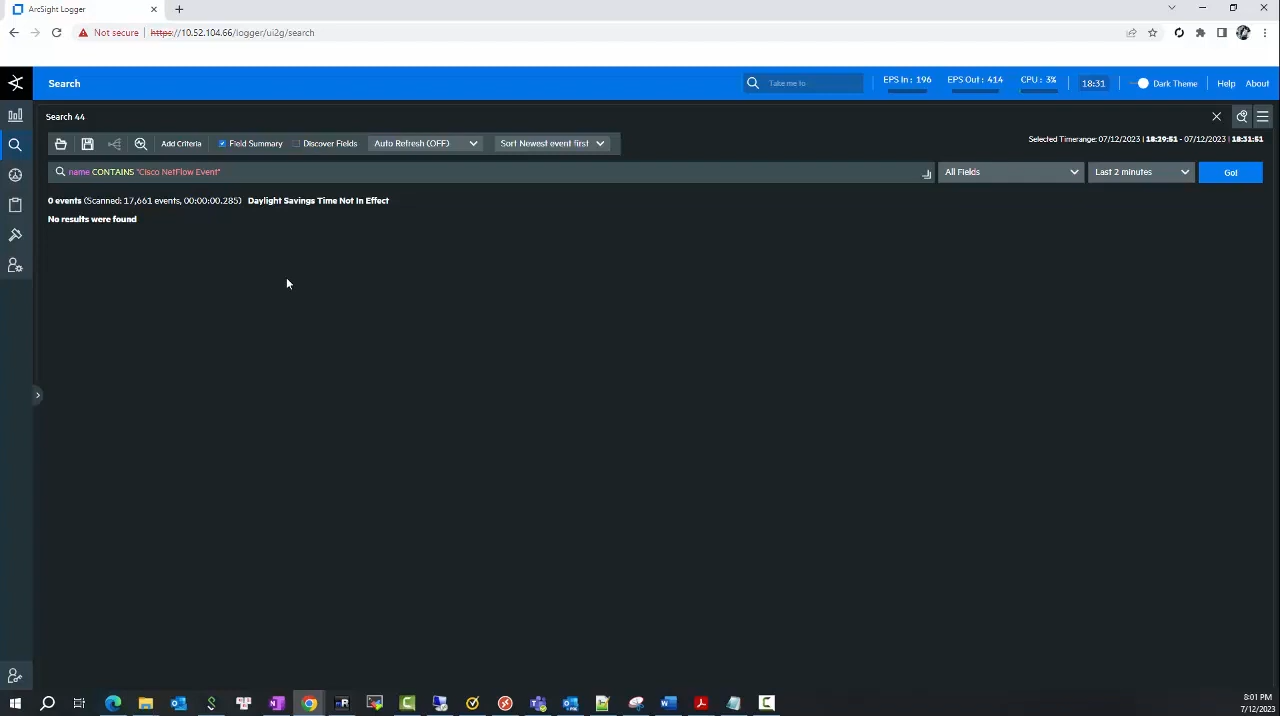 ArcSight Logger
Not secure https://10.52.104.66/logger/ui2g/search
Search
Take me to
EPS In : 196
EPS Out : 414
CPU : 3%
18:31
Dark Theme
Help
About
Search 44
Add Criteria
Field Summary
Discover Fields
Auto Refresh (OFF)
Sort Newest event first
Selected Timerange: 07/12/2023 | 18:29:51 - 07/12/2023 | 18:31:51
name CONTAINS "Cisco NetFlow Event"
All Fields
Last 2 minutes
Go!
0 events (Scanned: 17,661 events, 00:00:00.285) Daylight Savings Time Not In Effect
No results were found
8:01 PM
7/12/2023